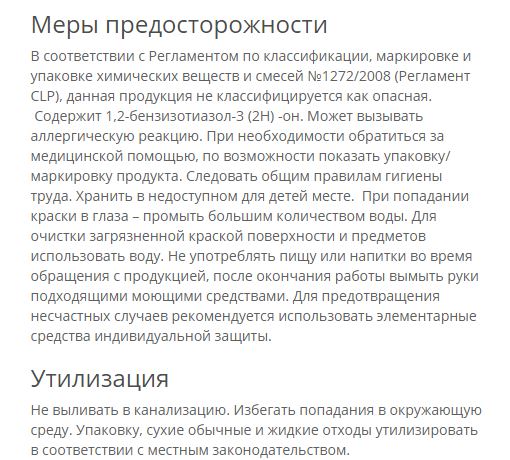 Меры предосторожности
В соответствии с Регламентом по классификации, маркировке и
упаковке химических веществ и смесей №1272/2008 (Регламент
CLP), данная продукция не классифицируется как опасная.
Содержит 1,2-бензизотиазол-3 (2H) -он. Может вызывать
аллергическую реакцию. При необходимости обратиться за
медицинской помощью, по возможности показать упаковку/
маркировку продукта. Следовать общим правилам гигиены
труда. Хранить в недоступном для детей месте.  При попадании
краски в глаза – промыть большим количеством воды. Для
очистки загрязненной краской поверхности и предметов
использовать воду. Не употреблять пищу или напитки во время
обращения с продукцией, после окончания работы вымыть руки
подходящими моющими средствами. Для предотвращения
несчастных случаев рекомендуется использовать элементарные
средства индивидуальной защиты.
Утилизация
Не выливать в канализацию. Избегать попадания в окружающую
среду. Упаковку, сухие обычные и жидкие отходы утилизировать
в соответствии с местным законодательством.